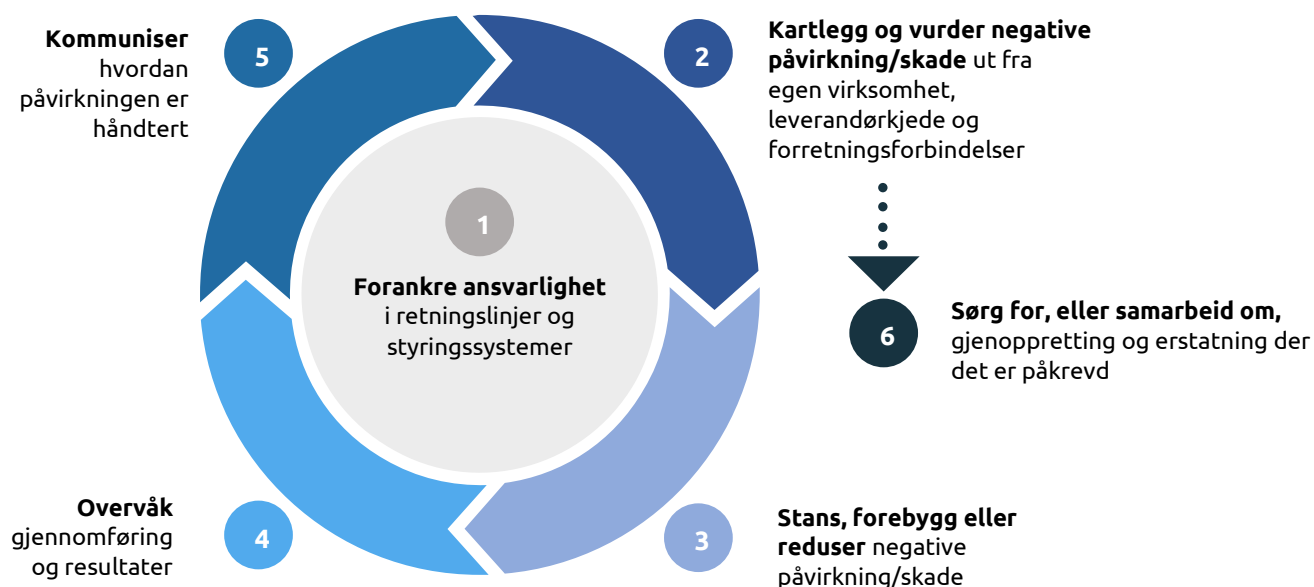 1
Forankre ansvarlighet
i retningslinjer og
styringssystemer
2
Kartlegg og vurder negative
påvirkning/skade ut fra
egen virksomhet,
leverandørkjede og
forretningsforbindelser
3
Stans, forebygg eller
reduser negative
påvirkning/skade
4
Overvåk
gjennomføring
og resultater
5
Kommuniser
hvordan
påvirkningen er
håndtert
6
Sørg for, eller samarbeid om,
gjenoppretting og erstatning der
det er påkrevd